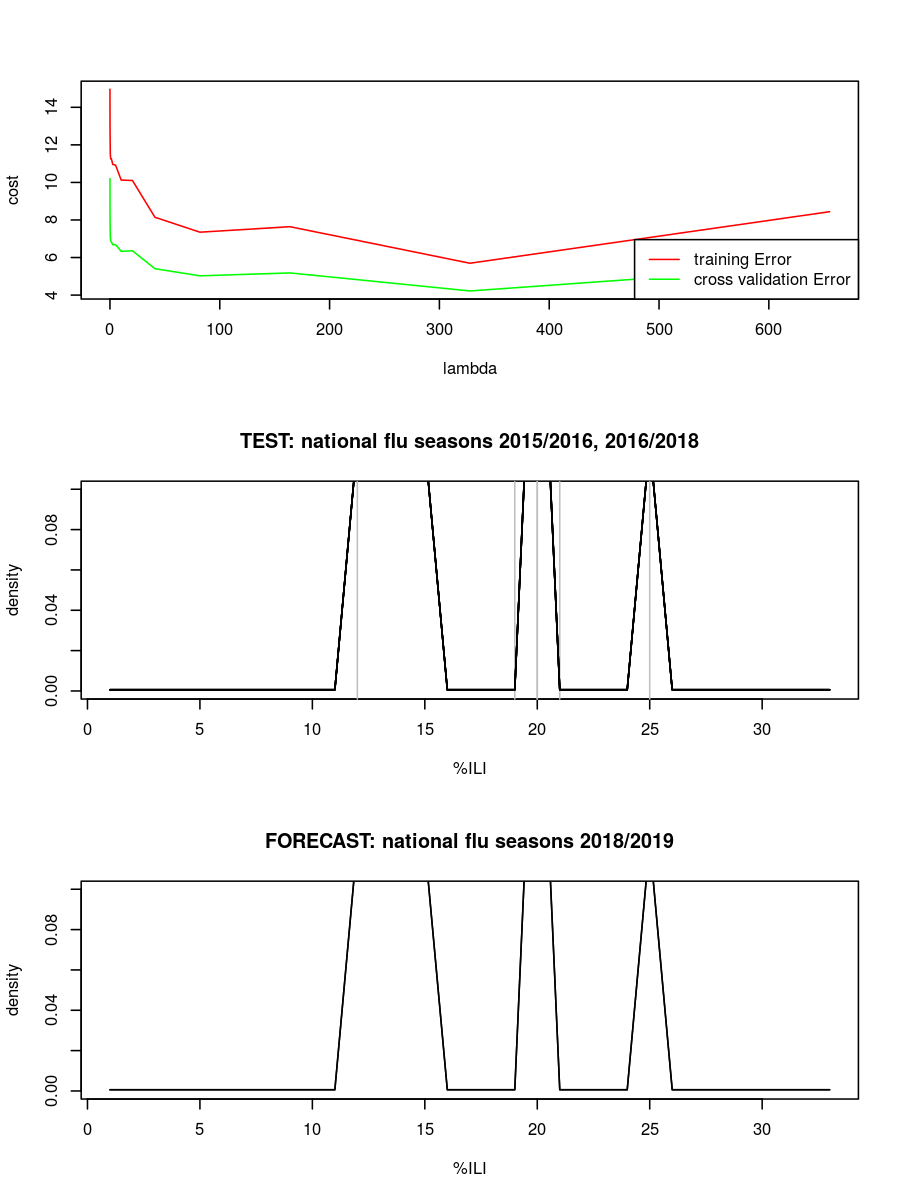 cost
14
12
10
8
6
4
training Error
cross validation Error
0 100 200 300 400 500 600
lambda
TEST: national flu seasons 2015/2016, 2016/2018
density
0.08
0.04
0.00
0 5 10 15 20 25 30
%ILI
FORECAST: national flu seasons 2018/2019
density
0.08
0.04
0.00
0 5 10 15 20 25 30
%ILI